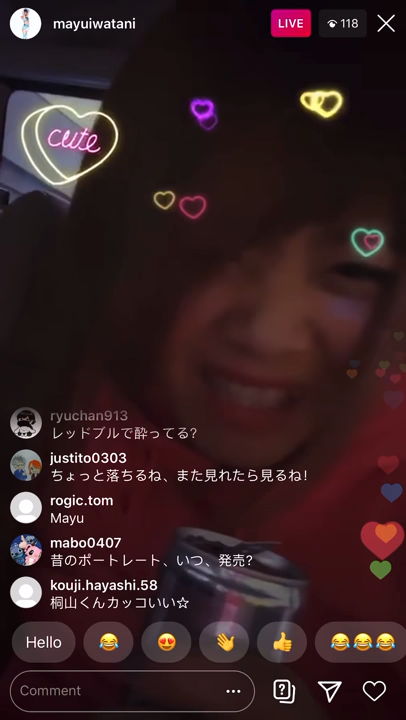 mayuiwatani
LIVE
118
cute
ryuchan913
レッドブルで酔ってる?
justito0303
ちょっと落ちるね、また見れたら見るね!
rogic.tom
Mayu
mabo0407
昔のポートレート、いつ、発売?
kouji.hayashi.58
桐山くんカッコいい☆
Hello 😂 😍 👋 👍 😂😂😂
Comment